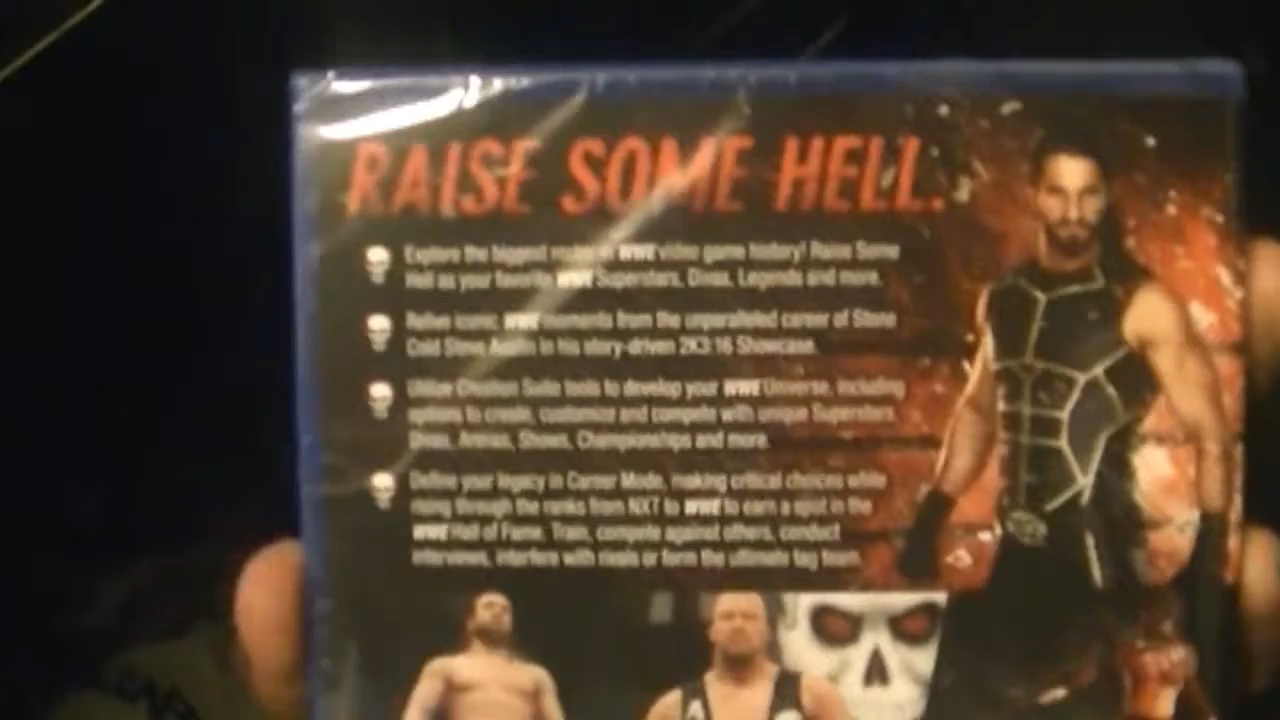 RAISE SOME HELL.
Explore the biggest roster in WWE video game history! Raise Some
Hell as your favorite WWE Superstars, Divas, Legends and more.
Relive iconic WWE moments from the unparalleled career of Stone
Cold Steve Austin in his story-driven 2K3:16 Showcase.
Utilize Creation Suite tools to develop your WWE Universe, including
options to create, customize and compete with unique Superstars,
Divas, Arenas, Shows, Championships and more.
Define your legacy in Career Mode, making critical choices while
rising through the ranks from NXT to WWE to earn a spot in the
WWE Hall of Fame. Train, compete against others, conduct
interviews, interfere with rivals or form the ultimate tag team.